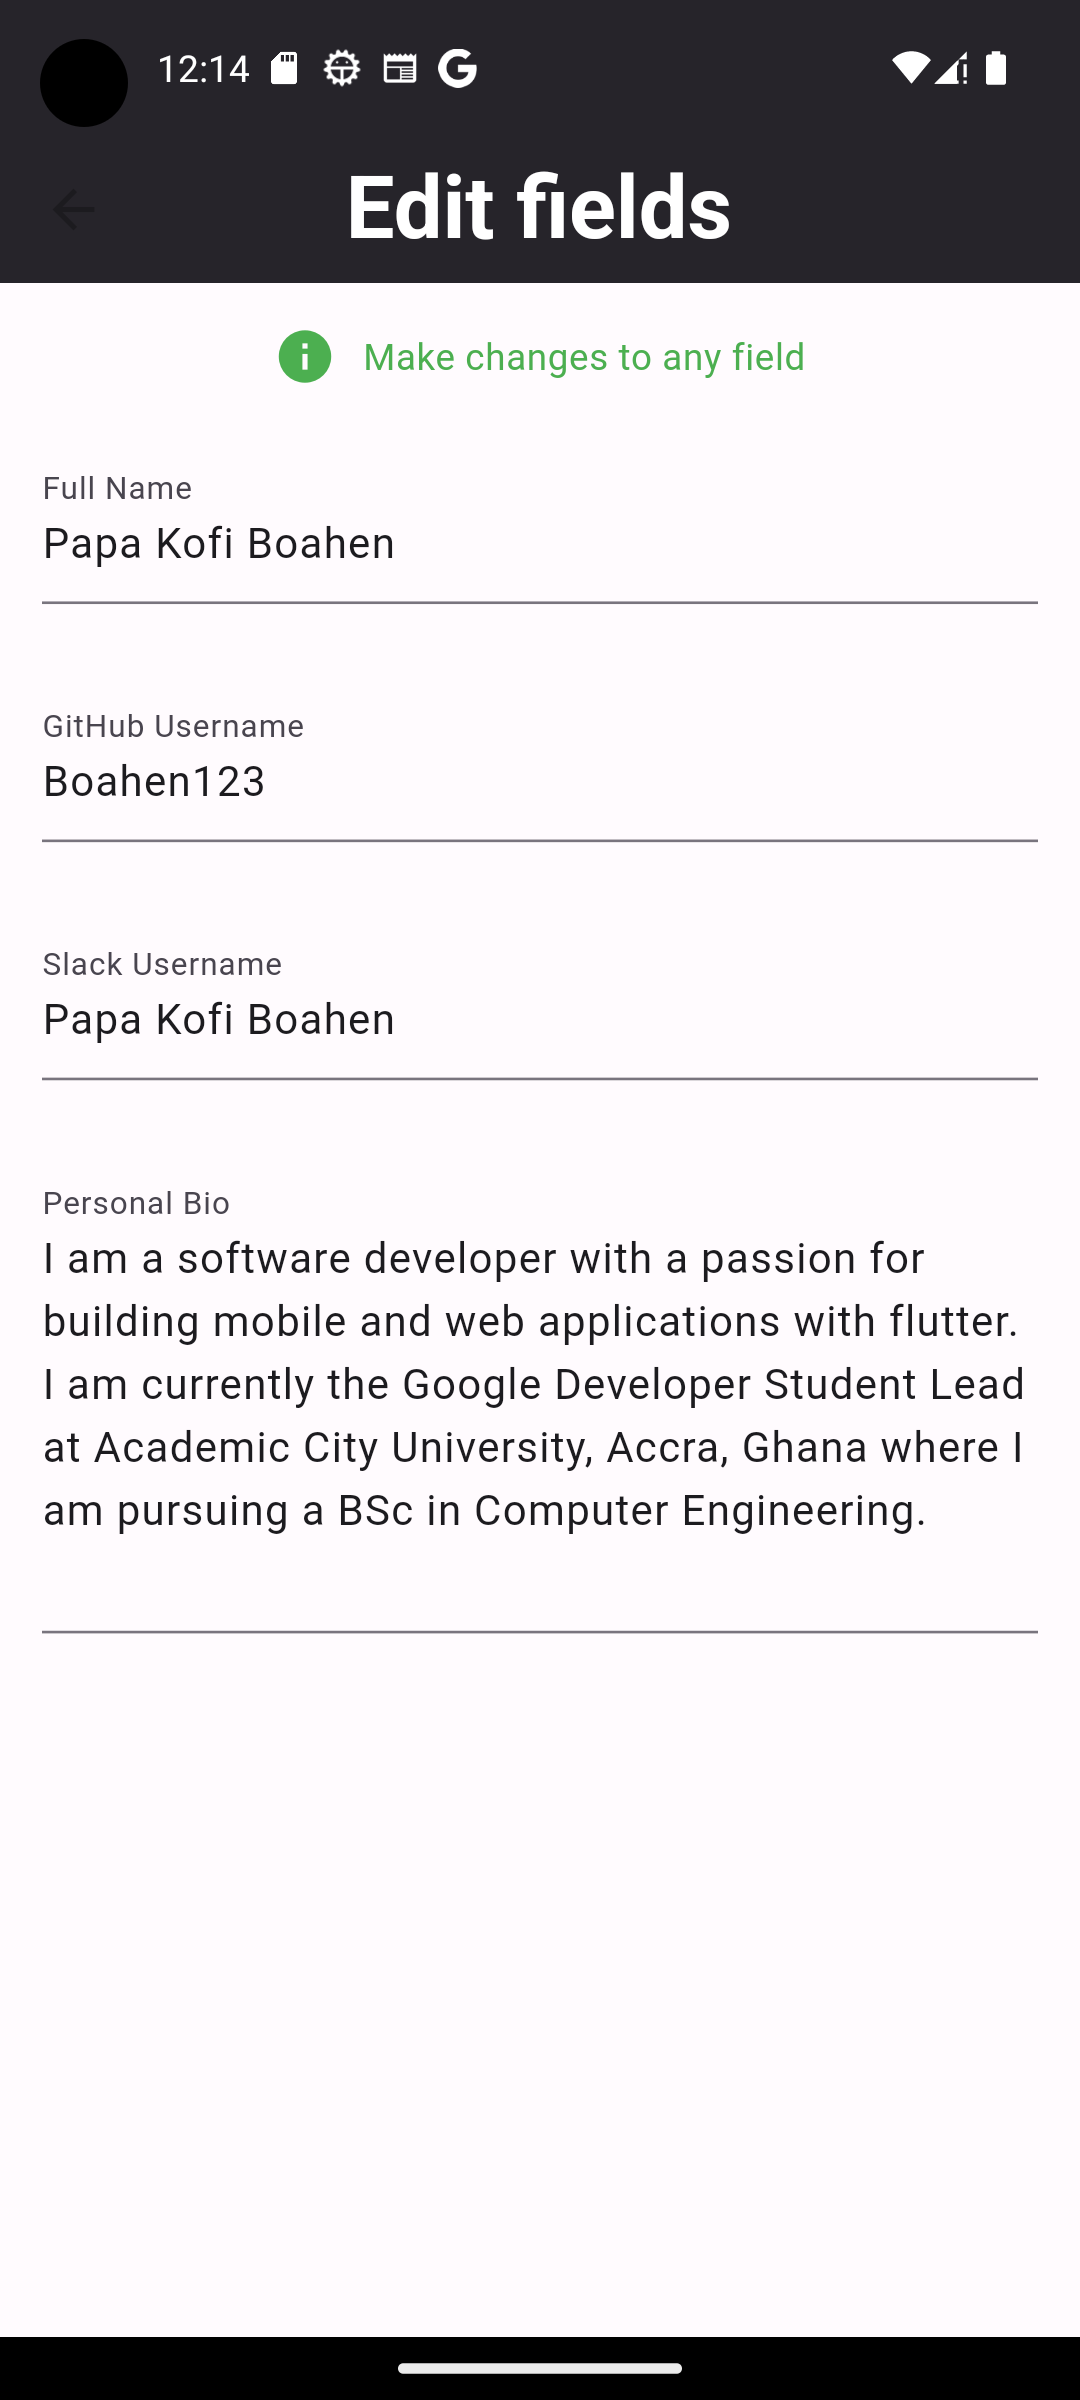 12:14
Edit fields
Make changes to any field
Full Name
Papa Kofi Boahen
GitHub Username
Boahen123
Slack Username
Papa Kofi Boahen
Personal Bio
I am a software developer with a passion for
building mobile and web applications with flutter.
I am currently the Google Developer Student Lead
at Academic City University, Accra, Ghana where I
am pursuing a BSc in Computer Engineering.